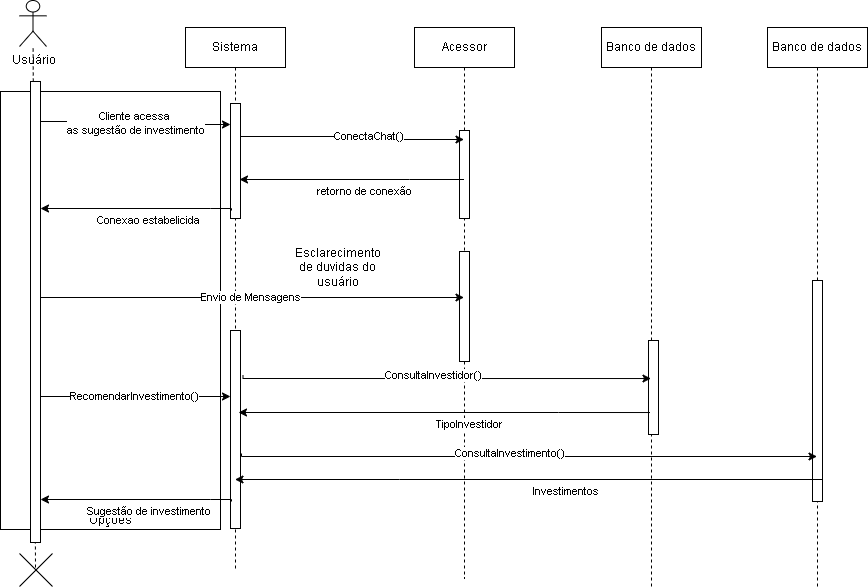 Usuário
Sistema
Acessor
Banco de dados
Banco de dados
Cliente acessa
as sugestão de investimento
ConectaChat()
retorno de conexão
Conexao estabelicida
Esclarecimento
de duvidas do
usuário
Envio de Mensagens
ConsultaInvestidor()
RecomendarInvestimento()
TipoInvestidor
ConsultaInvestimento()
Investimentos
Sugestão de investimento
Opções